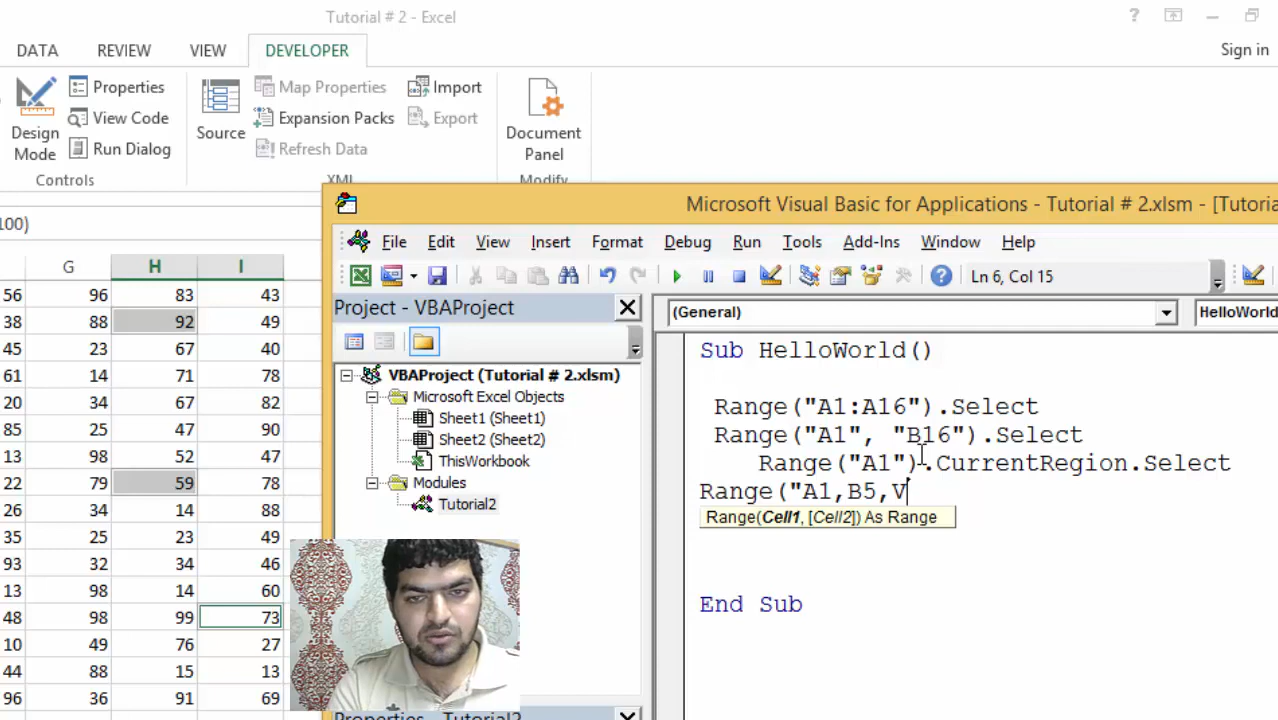 Tutorial # 2 - Excel
?
Sign in
DATA REVIEW VIEW DEVELOPER
Properties
View Code
Run Dialog
Design Mode
Controls
Source
Map Properties
Expansion Packs
Refresh Data
Import
Export
XML
Document Panel
Modify
100)
G H I
56 96 83 43
38 88 92 49
45 23 67 40
61 14 71 78
20 34 67 82
85 25 47 90
13 98 52 47
22 79 59 78
26 34 14 88
35 25 23 49
93 32 34 46
13 98 14 60
48 98 99 73
10 49 76 27
44 88 15 13
96 36 91 69
Microsoft Visual Basic for Applications - Tutorial # 2.xlsm - [Tutoria
File Edit View Insert Format Debug Run Tools Add-Ins Window Help
Ln 6, Col 15
Project - VBAProject
VBAProject (Tutorial # 2.xlsm)
Microsoft Excel Objects
Sheet1 (Sheet1)
Sheet2 (Sheet2)
ThisWorkbook
Modules
Tutorial2
Properties - Tutorial2
(General)
HelloWorld
Sub HelloWorld()
Range("A1:A16").Select
Range("A1", "B16").Select
Range("A1").CurrentRegion.Select
Range("A1,B5,V
Range(Cell1, [Cell2]) As Range
End Sub